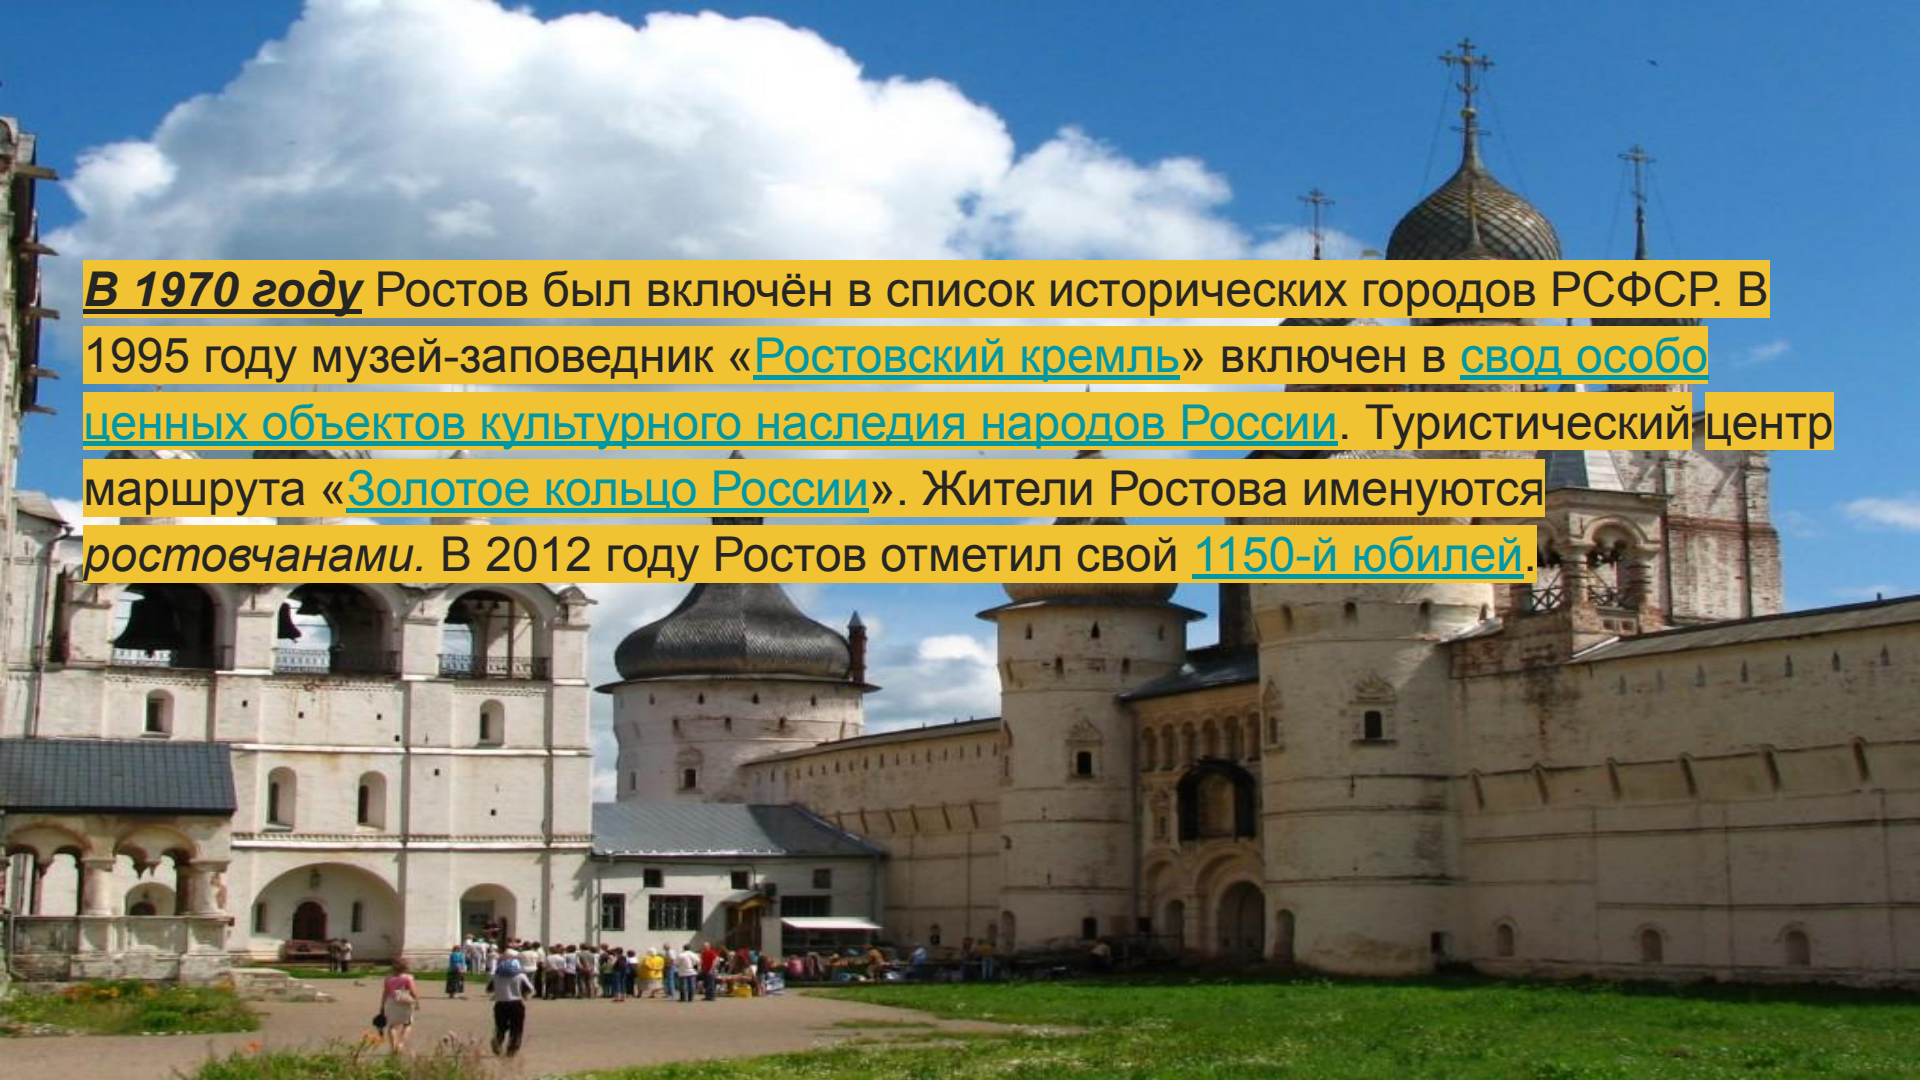 В 1970 году Ростов был включён в список исторических городов РСФСР. В
1995 году музей-заповедник «Ростовский кремль» включен в свод особо
ценных объектов культурного наследия народов России. Туристический центр
маршрута «Золотое кольцо России». Жители Ростова именуются
ростовчанами. В 2012 году Ростов отметил свой 1150-й юбилей.